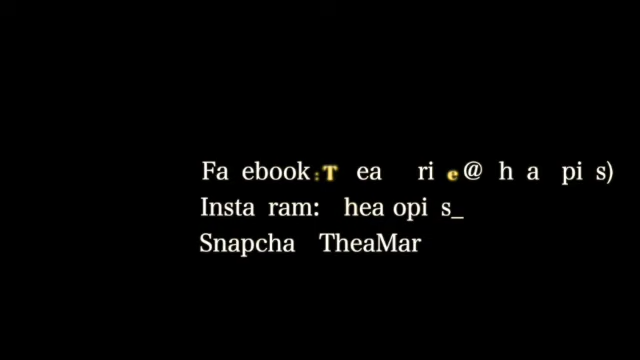 Fa ebook :T ea ri e@ h a pi s)
Insta ram: hea opi s_
Snapcha TheaMar